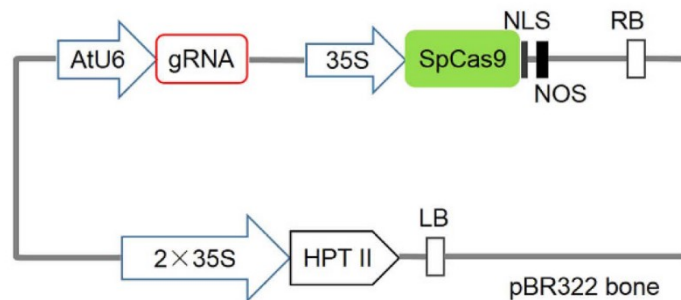 NLS
RB
AtU6
gRNA
35S
SpCas9
NOS
LB
2×35S
HPT II
pBR322 bone